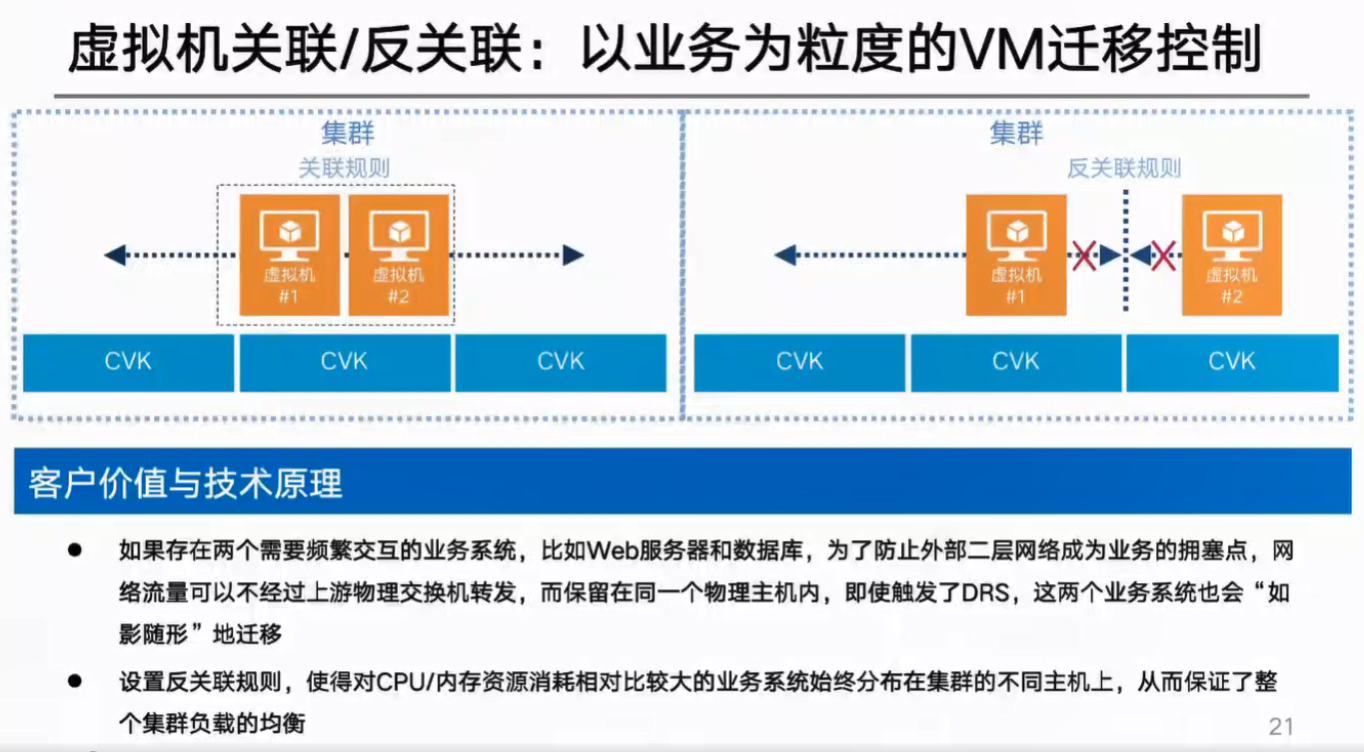 虚拟机关联/反关联：以业务为粒度的VM迁移控制
集群
关联规则
虚拟机
#1
虚拟机
#2
CVK
CVK
CVK
集群
反关联规则
虚拟机
#1
虚拟机
#2
CVK
CVK
CVK
客户价值与技术原理
● 如果存在两个需要频繁交互的业务系统，比如Web服务器和数据库，为了防止外部二层网络成为业务的拥塞点，网
络流量可以不经过上游物理交换机转发，而保留在同一个物理主机内，即使触发了DRS，这两个业务系统也会“如
影随形”地迁移
● 设置反关联规则，使得对CPU/内存资源消耗相对比较大的业务系统始终分布在集群的不同主机上，从而保证了整
个集群负载的均衡
21